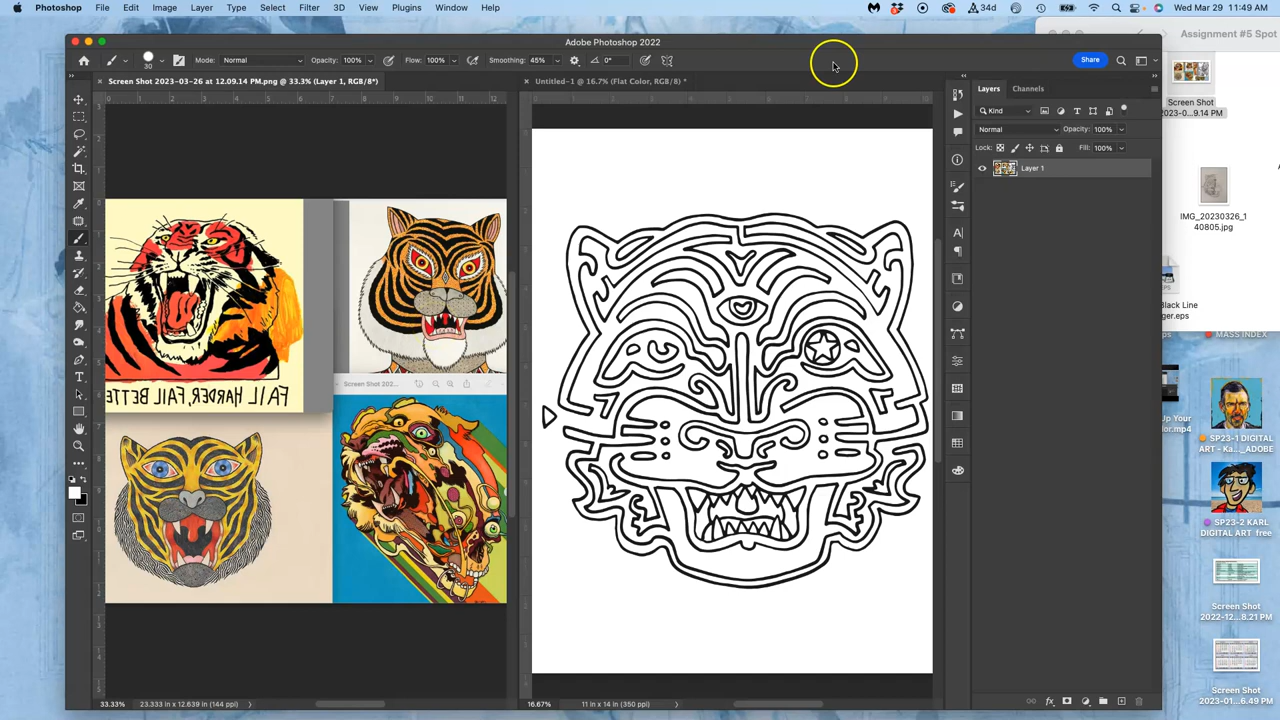 Photoshop File Edit Image Layer Type Select Filter 3D View Plugins Window Help
34d Wed Mar 29 11:49 AM
Adobe Photoshop 2022
Assignment #5 Spot
30 Mode: Normal Opacity: 100% Flow: 100% Smoothing: 45% 0° Share
Screen Shot 2023-03-26 at 12.09.14 PM.png @ 33.3% (Layer 1, RGB/8*)
Untitled-1 @ 16.7% (Flat Color, RGB/8) *
Layers Channels
Kind
Normal Opacity: 100%
Lock: Fill: 100%
Layer 1
Screen Shot
2023-0...9.14 PM
IMG_20230326_1
40805.jpg
Black Line
ger.eps
MASS INDEX
Up Your
lor.mp4
SP23-1 DIGITAL
ART - Ka..._ADOBE
SP23-2 KARL
DIGITAL ART free
Screen Shot
2022-12...8.21 PM
Screen Shot
2023-01...6.49 PM
FAIL HARDER, FAIL BETTE
Screen Shot 202...
33.33% 23.333 in x 12.639 in (144 ppi)
16.67% 11 in x 14 in (350 ppi)